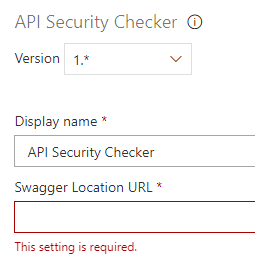 API Security Checker
Version 1.*
Display name *
API Security Checker
Swagger Location URL *
This setting is required.